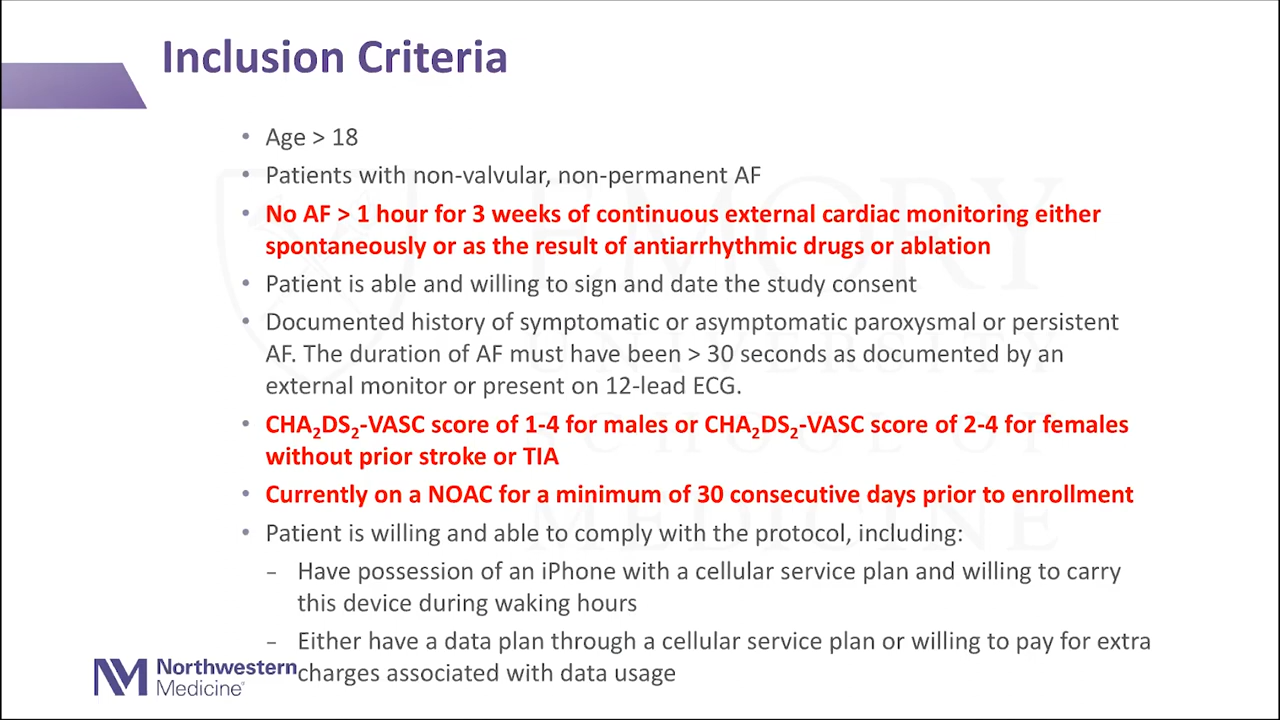 Inclusion Criteria
• Age > 18
• Patients with non-valvular, non-permanent AF
• No AF > 1 hour for 3 weeks of continuous external cardiac monitoring either
spontaneously or as the result of antiarrhythmic drugs or ablation
• Patient is able and willing to sign and date the study consent
• Documented history of symptomatic or asymptomatic paroxysmal or persistent
AF. The duration of AF must have been > 30 seconds as documented by an
external monitor or present on 12-lead ECG.
• CHA₂DS₂-VASC score of 1-4 for males or CHA₂DS₂-VASC score of 2-4 for females
without prior stroke or TIA
• Currently on a NOAC for a minimum of 30 consecutive days prior to enrollment
• Patient is willing and able to comply with the protocol, including:
– Have possession of an iPhone with a cellular service plan and willing to carry
this device during waking hours
– Either have a data plan through a cellular service plan or willing to pay for extra
charges associated with data usage
NM Northwestern
Medicine
EMORY
UNIVERSITY
SCHOOL OF
MEDICINE